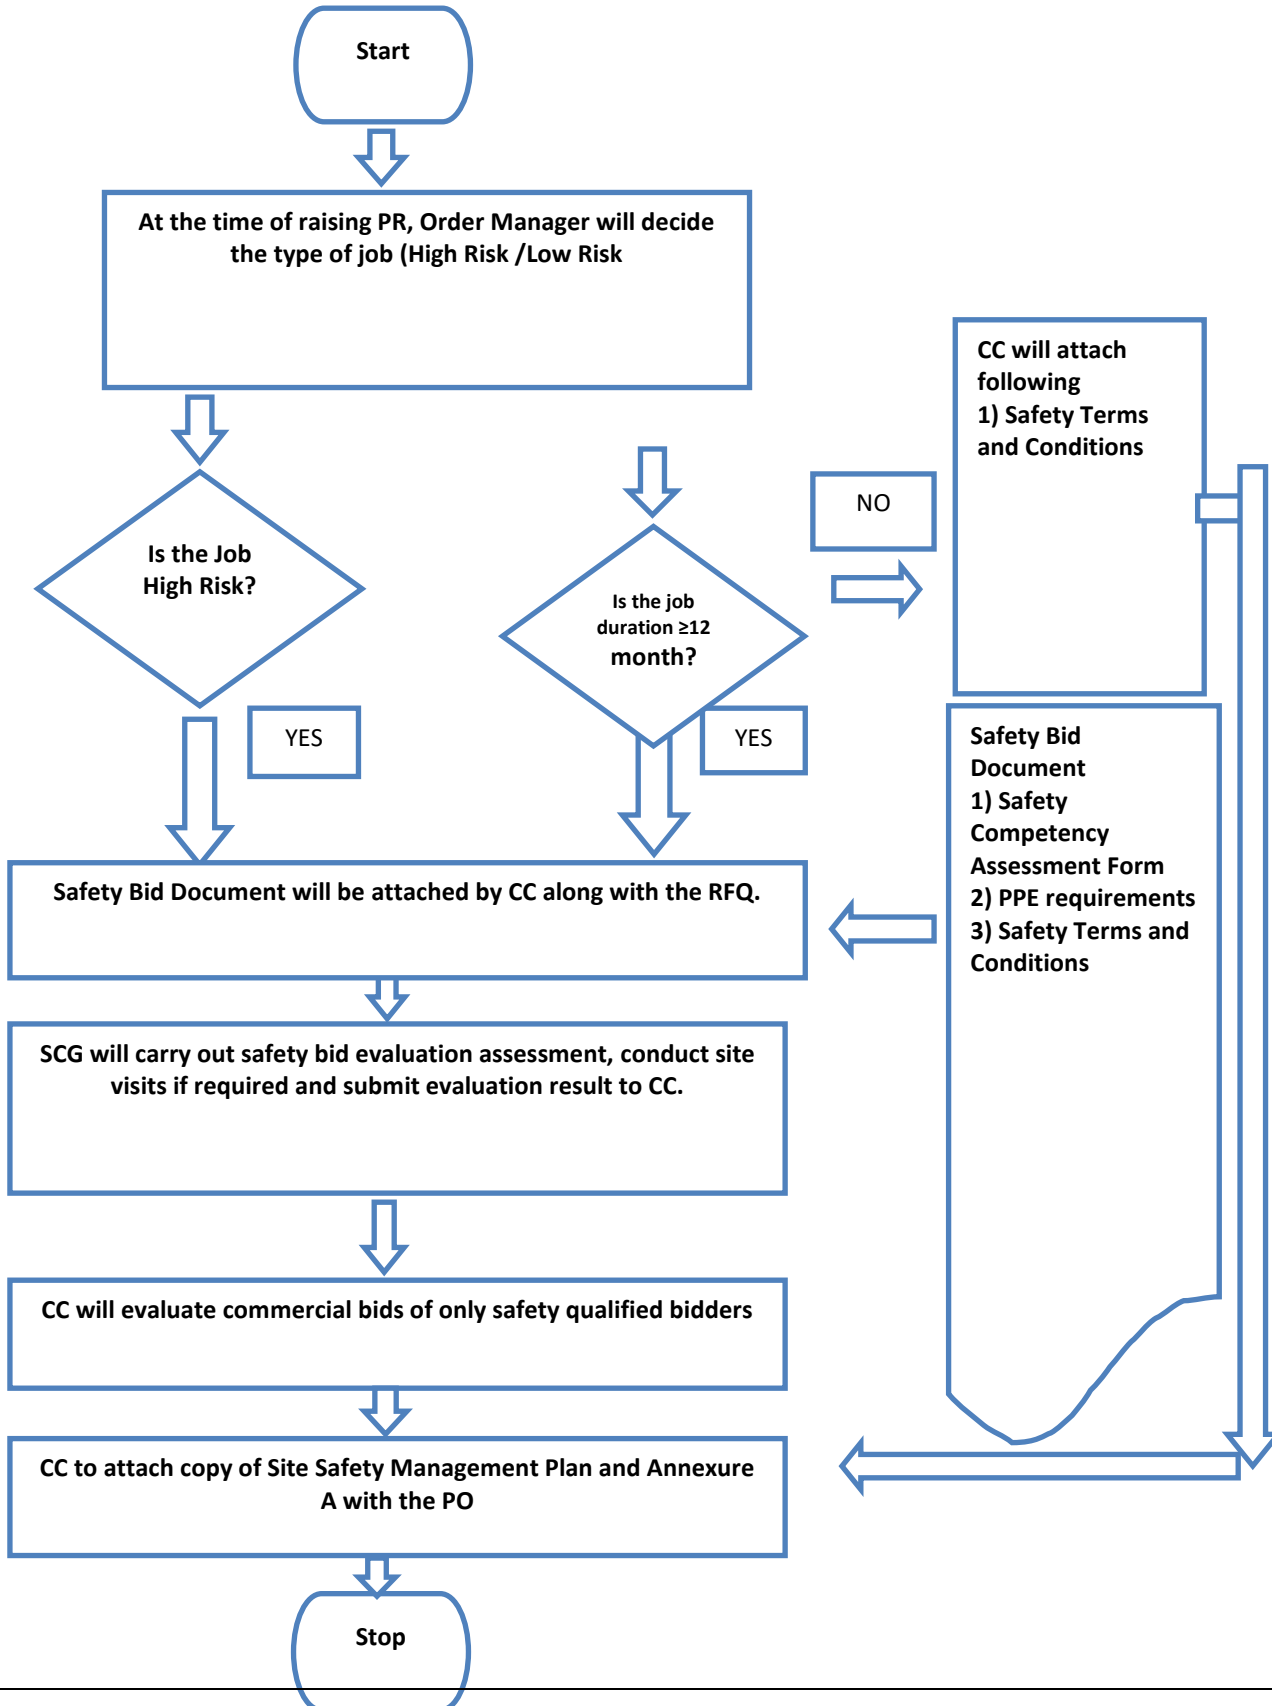 Start
At the time of raising PR, Order Manager will decide
the type of job (High Risk /Low Risk
Is the Job
High Risk?
YES
Is the job
duration ≥12
month?
YES
NO
CC will attach
following
1) Safety Terms
and Conditions
Safety Bid
Document
1) Safety
Competency
Assessment Form
2) PPE requirements
3) Safety Terms and
Conditions
Safety Bid Document will be attached by CC along with the RFQ.
SCG will carry out safety bid evaluation assessment, conduct site
visits if required and submit evaluation result to CC.
CC will evaluate commercial bids of only safety qualified bidders
CC to attach copy of Site Safety Management Plan and Annexure
A with the PO
Stop